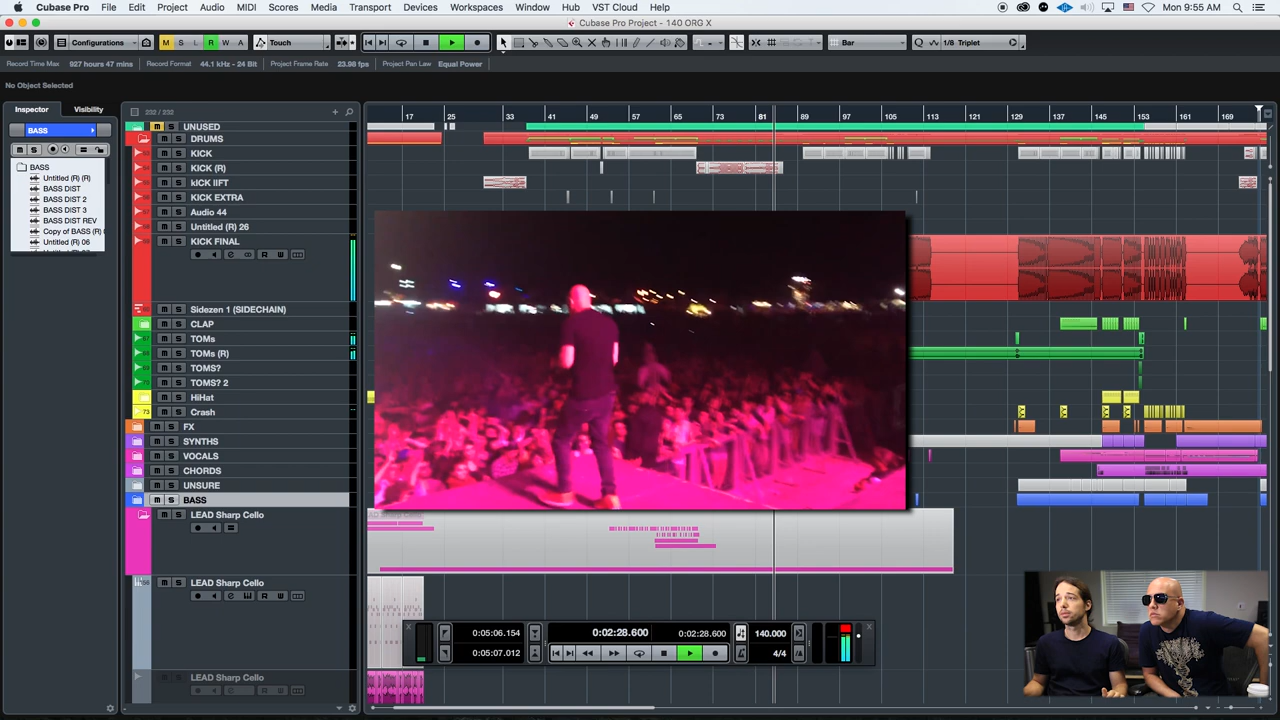 Cubase Pro File Edit Project Audio MIDI Scores Media Transport Devices Workspaces Window Hub VST Cloud Help Mon 9:55 AM
Cubase Pro Project - 140 ORG X
Configurations M S L R W A Touch Bar 1/8 Triplet
Record Time Max 927 hours 47 mins Record Format 44.1 kHz - 24 Bit Project Frame Rate 23.98 fps Project Pan Law Equal Power
No Object Selected
Inspector Visibility 232 / 232
17 25 33 41 49 57 65 73 81 89 97 105 113 121 129 137 145 153 161 169
BASS
BASS
Untitled (R) (R)
BASS DIST
BASS DIST 2
BASS DIST 3
BASS DIST REV
Copy of BASS (R) (
Untitled (R) 06
UNUSED
DRUMS
KICK
KICK (R)
kICK lIFT
KICK EXTRA
Audio 44
Untitled (R) 26
KICK FINAL
Sidezen 1 (SIDECHAIN)
CLAP
TOMs
TOMs (R)
TOMS?
TOMS? 2
HiHat
73 Crash
FX
SYNTHS
VOCALS
CHORDS
UNSURE
BASS
LEAD Sharp Cello
LEAD Sharp Cello
LEAD Sharp Cello
0:05:06.154 0:02:28.600 0:02:28.600 140.000
0:05:07.012 4/4